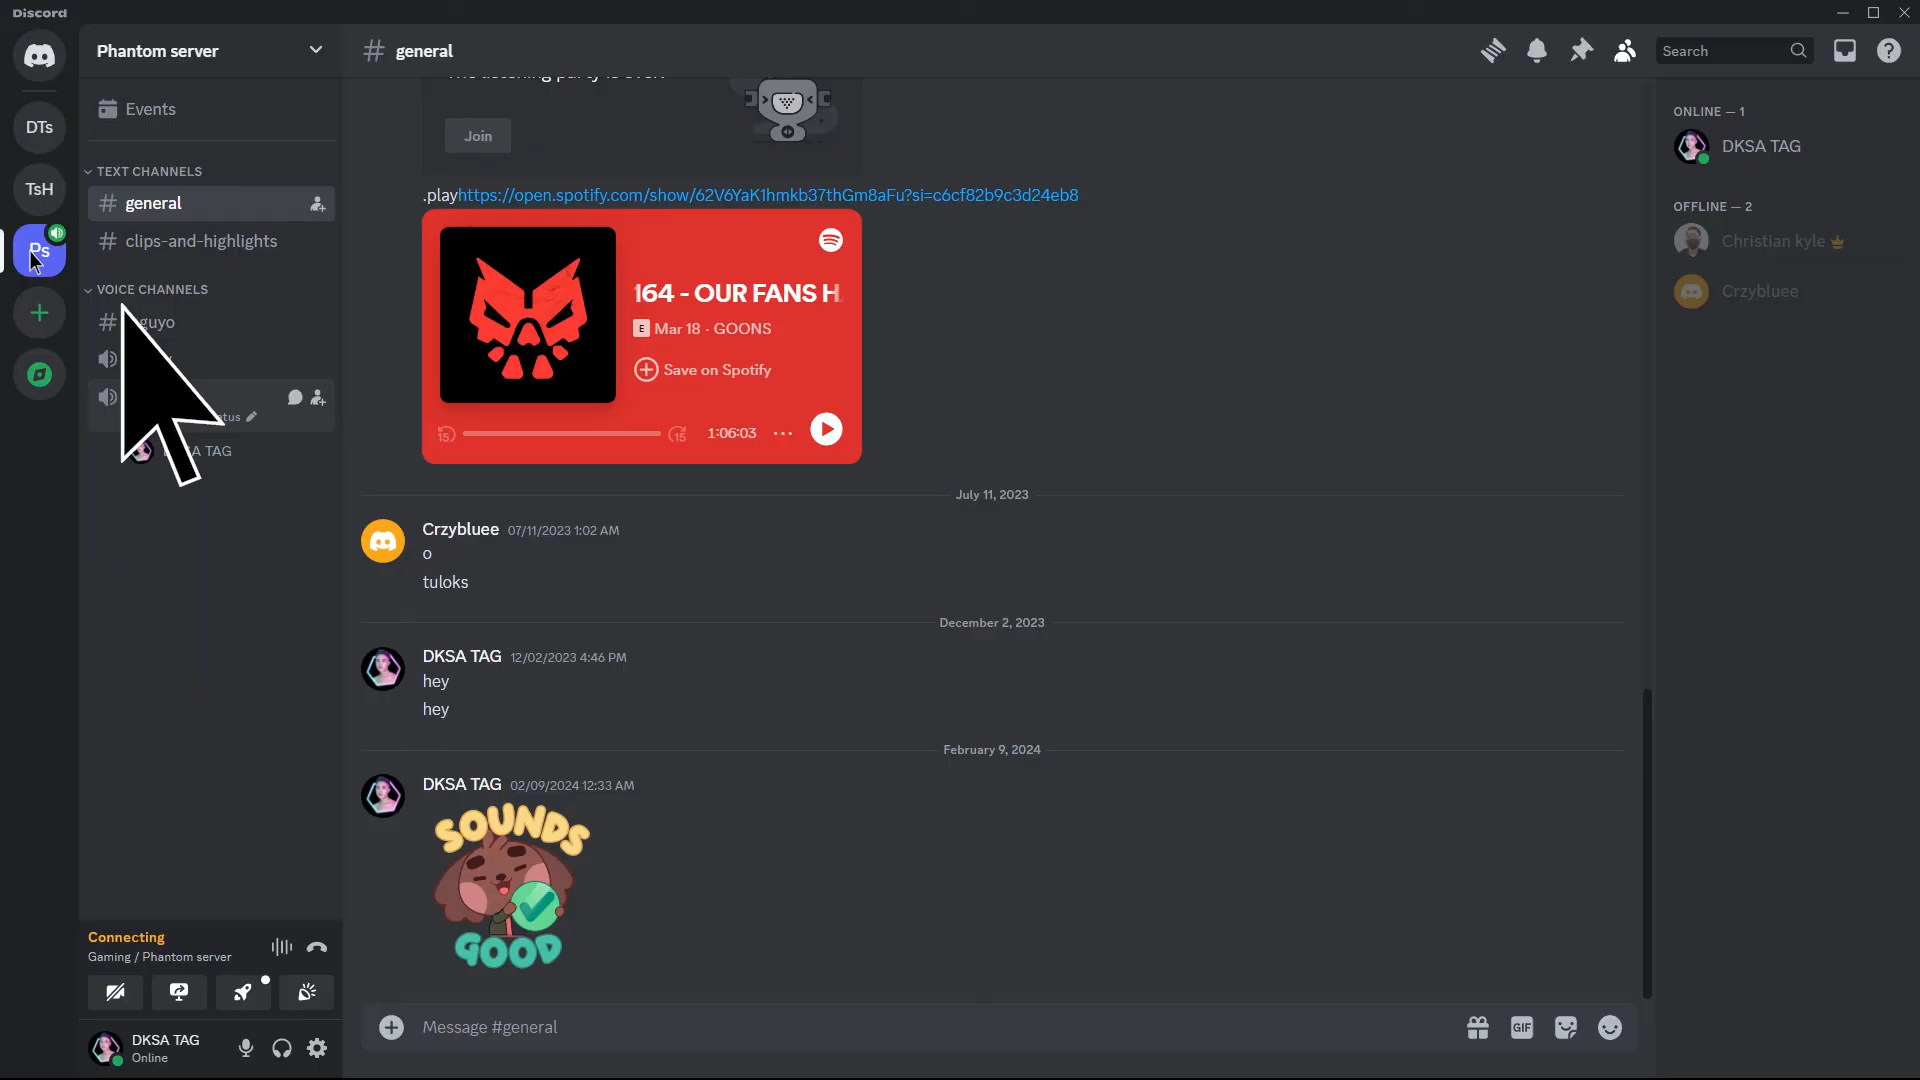 Discord
Phantom server
general
Search
Events
DTs
TsH
TEXT CHANNELS
general
clips-and-highlights
VOICE CHANNELS
TAG
Connecting
Gaming / Phantom server
DKSA TAG
Online
Join
.playhttps://open.spotify.com/show/62V6YaK1hmkb37thGm8aFu?si=c6cf82b9c3d24eb8
164 - OUR FANS H
E Mar 18 · GOONS
Save on Spotify
15
15
1:06:03
July 11, 2023
Crzybluee 07/11/2023 1:02 AM
o
tuloks
December 2, 2023
DKSA TAG 12/02/2023 4:46 PM
hey
hey
February 9, 2024
DKSA TAG 02/09/2024 12:33 AM
SOUNDS
GOOD
Message #general
GIF
ONLINE — 1
DKSA TAG
OFFLINE — 2
Christian kyle
Crzybluee